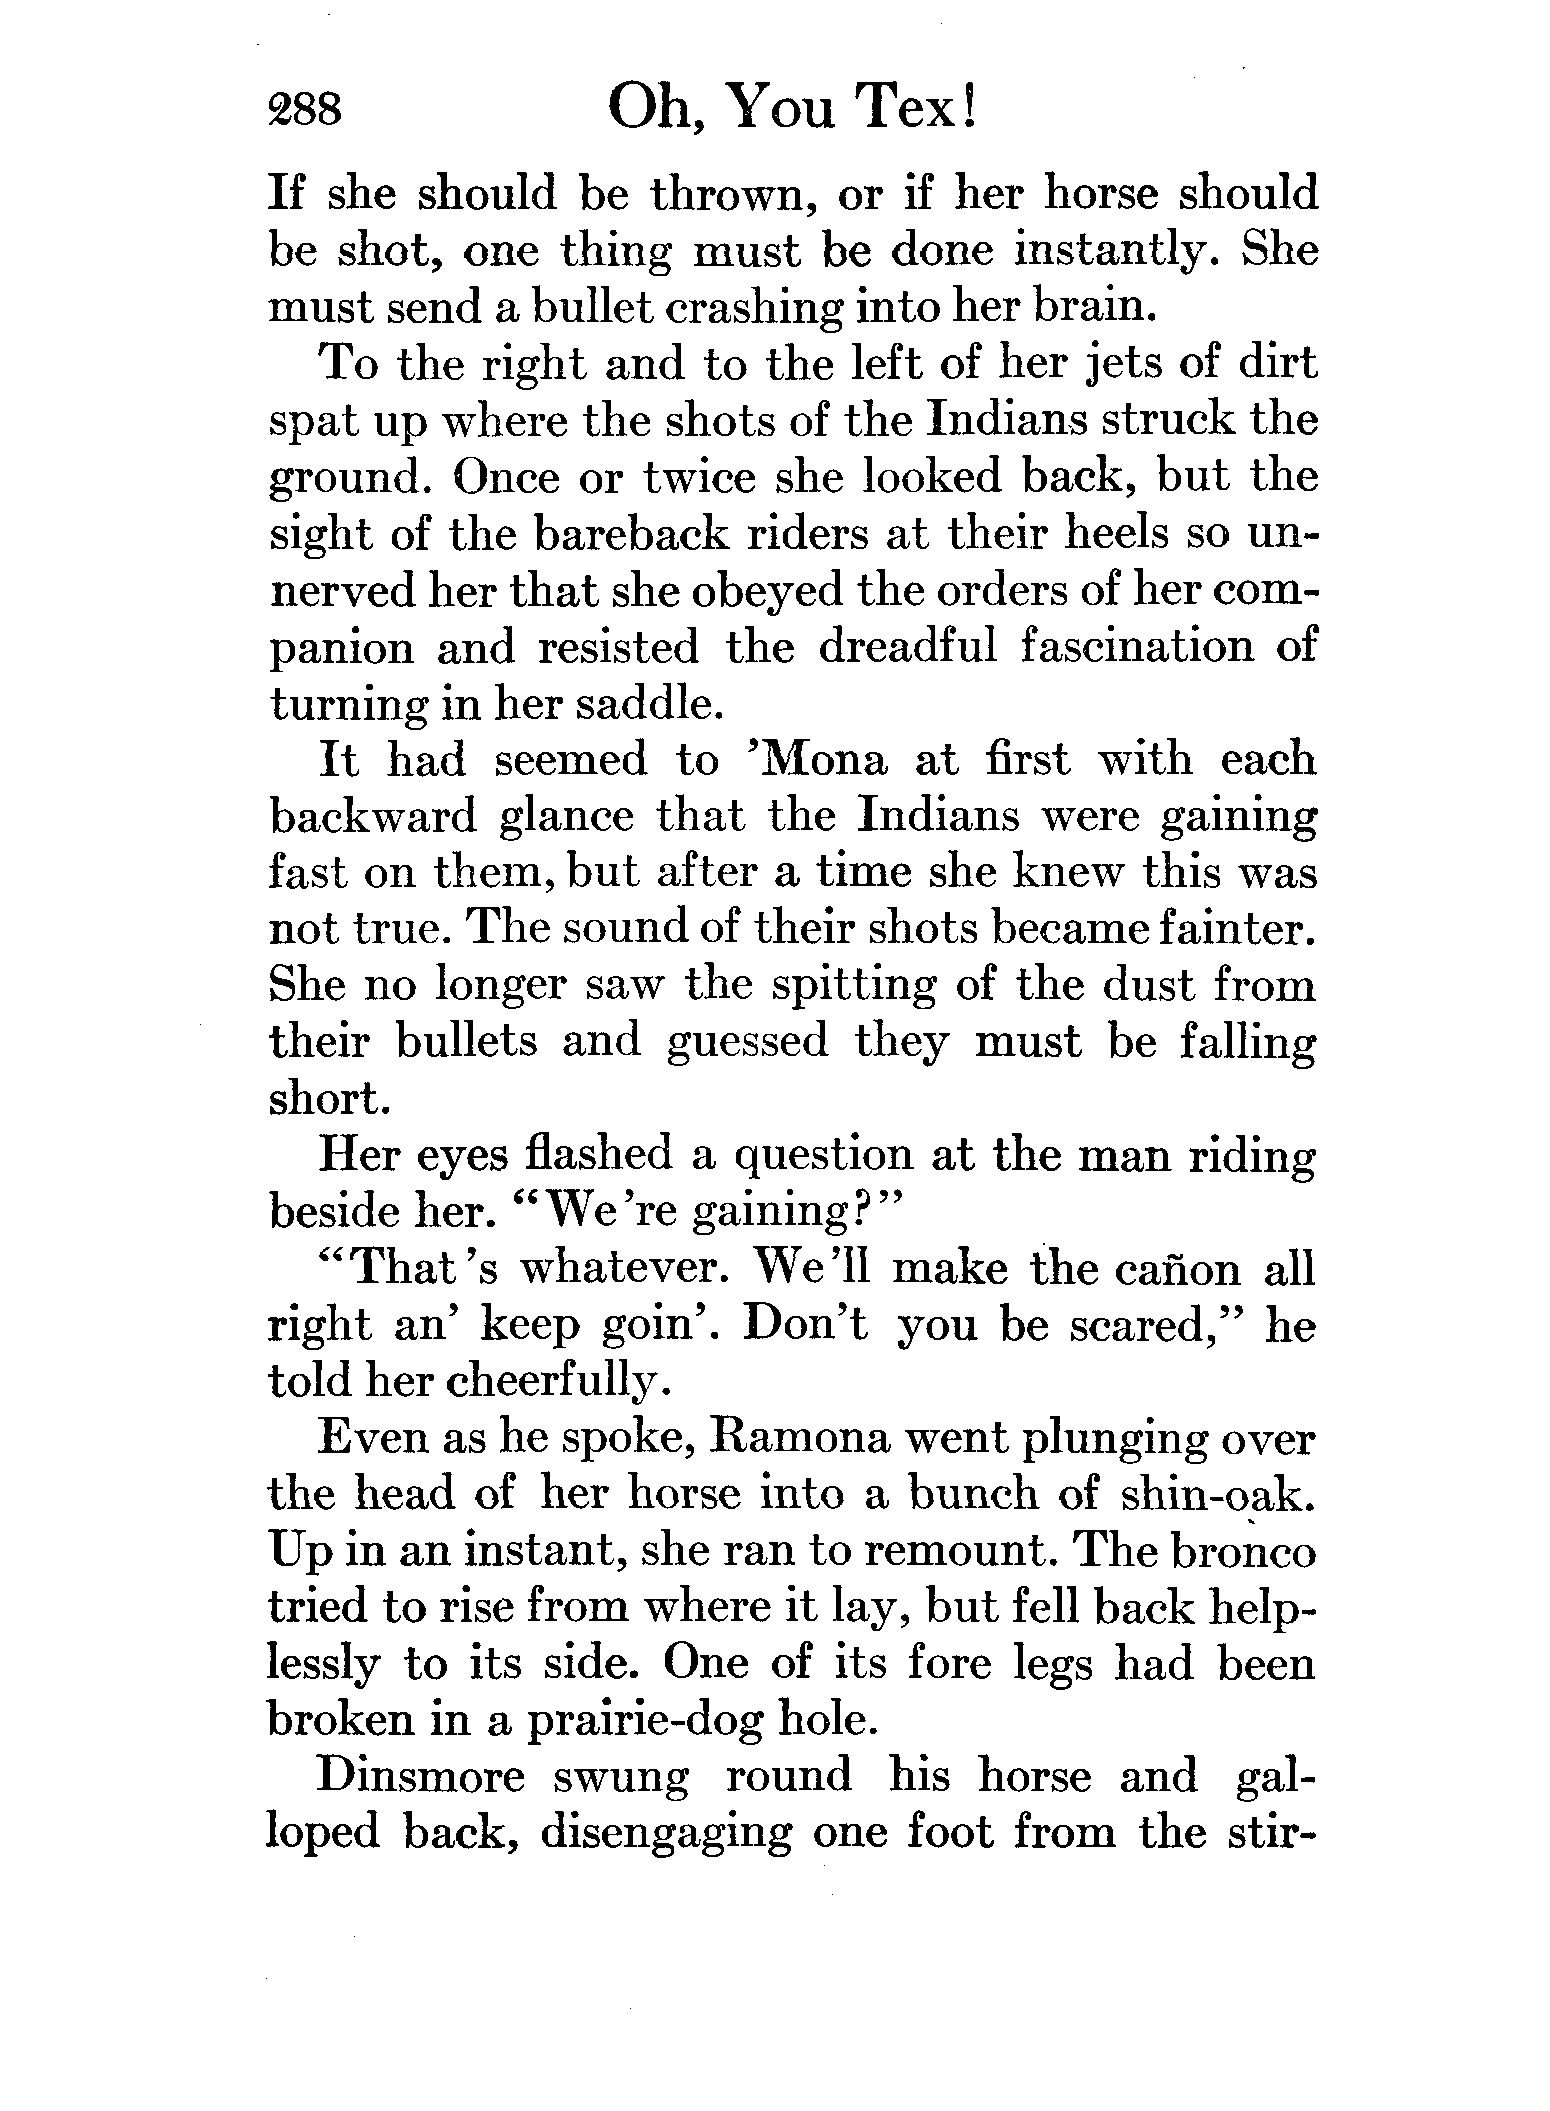 288 Oh, You Tex!
If she should be thrown, or if her horse should
be shot, one thing must be done instantly. She
must send a bullet crashing into her brain.
To the right and to the left of her jets of dirt
spat up where the shots of the Indians struck the
ground. Once or twice she looked back, but the
sight of the bareback riders at their heels so un-
nerved her that she obeyed the orders of her com-
panion and resisted the dreadful fascination of
turning in her saddle.
It had seemed to ’Mona at first with each
backward glance that the Indians were gaining
fast on them, but after a time she knew this was
not true. The sound of their shots became fainter.
She no longer saw the spitting of the dust from
their bullets and guessed they must be falling
short.
Her eyes flashed a question at the man riding
beside her. “We’re gaining?”
“That’s whatever. We’ll make the cañon all
right an’ keep goin’. Don’t you be scared,” he
told her cheerfully.
Even as he spoke, Ramona went plunging over
the head of her horse into a bunch of shin-oak.
Up in an instant, she ran to remount. The bronco
tried to rise from where it lay, but fell back help-
lessly to its side. One of its fore legs had been
broken in a prairie-dog hole.
Dinsmore swung round his horse and gal-
loped back, disengaging one foot from the stir-